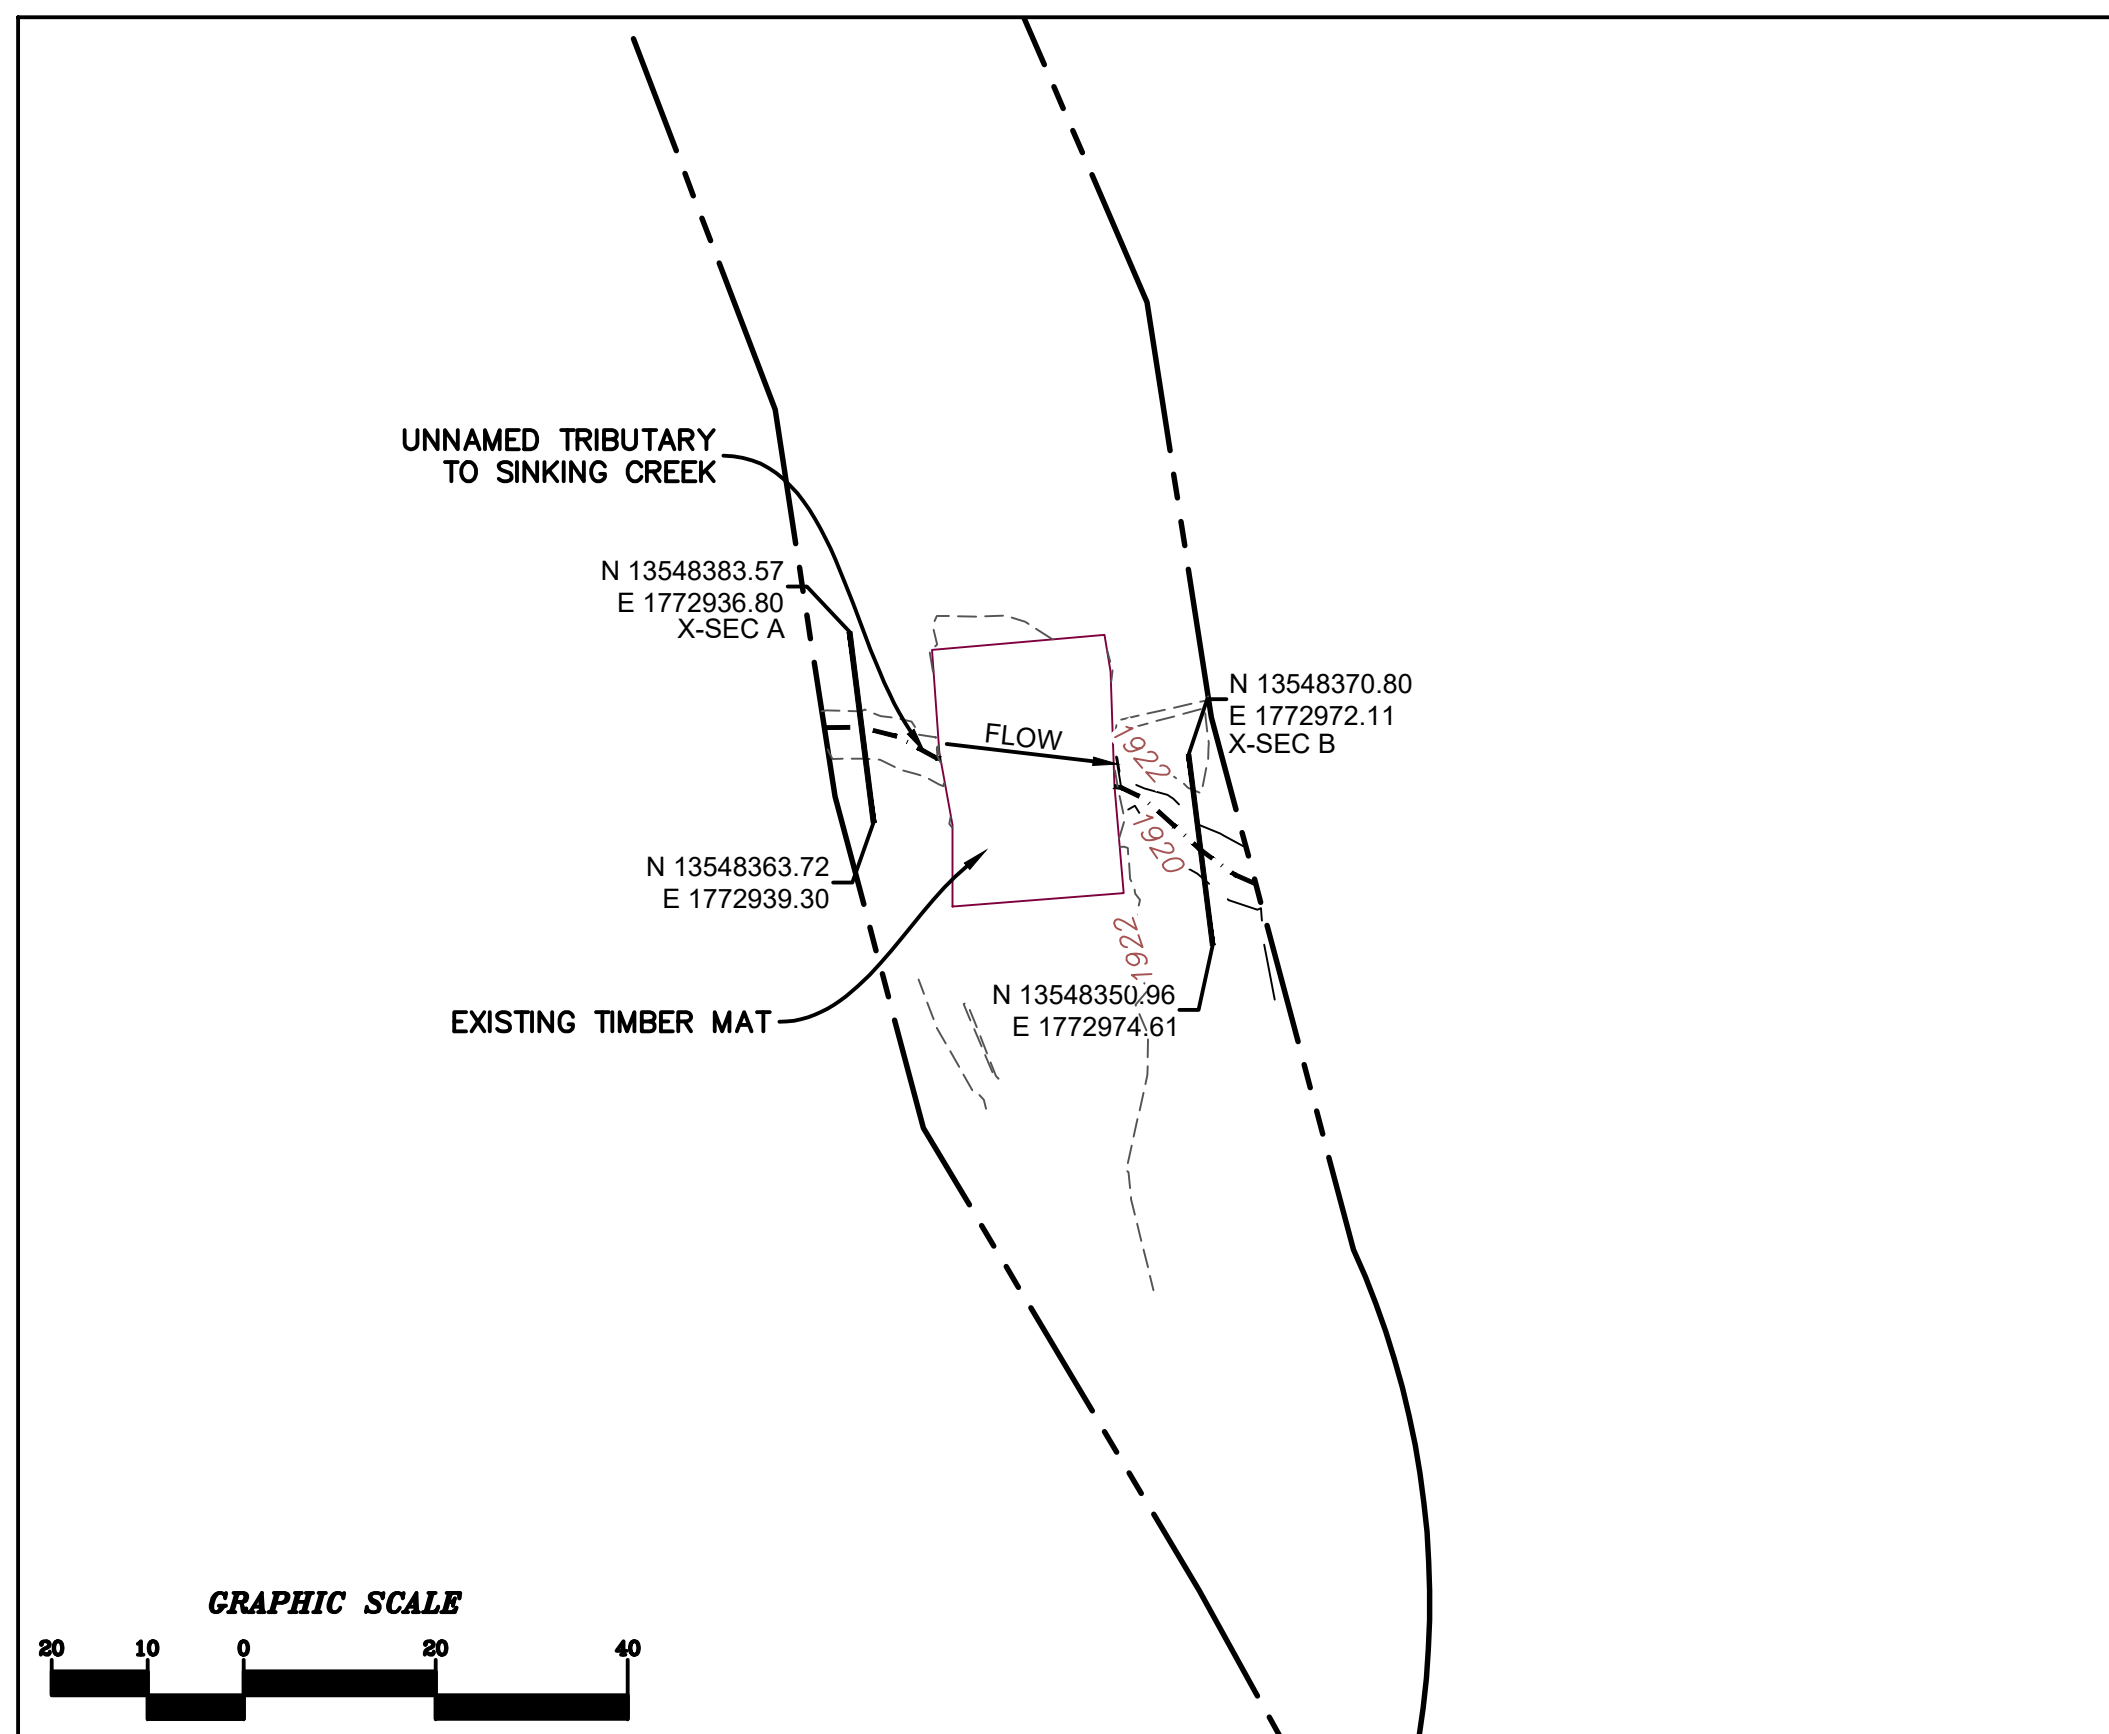 UNNAMED TRIBUTARY
TO SINKING CREEK
N 13548383.57
E 1772936.80
X-SEC A
N 13548370.80
E 1772972.11
X-SEC B
FLOW
1922
1920
N 13548363.72
E 1772939.30
1922
N 13548350.96
E 1772974.61
EXISTING TIMBER MAT
GRAPHIC SCALE
20 10 0 20 40